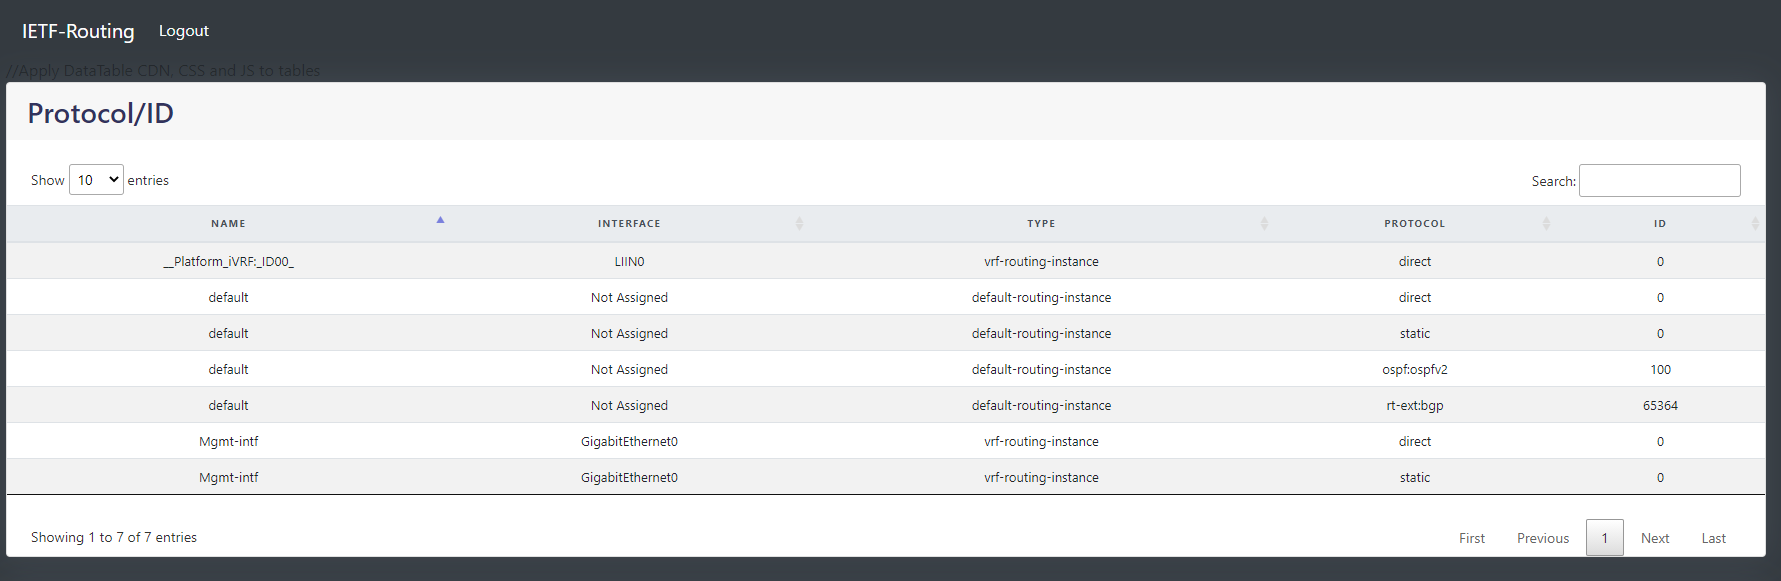 IETF-Routing Logout
//Apply DataTable CDN, CSS and JS to tables
Protocol/ID
Show 10 entries Search:
NAME INTERFACE TYPE PROTOCOL ID
__Platform_iVRF:_ID00_ LIIN0 vrf-routing-instance direct 0
default Not Assigned default-routing-instance direct 0
default Not Assigned default-routing-instance static 0
default Not Assigned default-routing-instance ospf:ospfv2 100
default Not Assigned default-routing-instance rt-ext:bgp 65364
Mgmt-intf GigabitEthernet0 vrf-routing-instance direct 0
Mgmt-intf GigabitEthernet0 vrf-routing-instance static 0
Showing 1 to 7 of 7 entries First Previous 1 Next Last